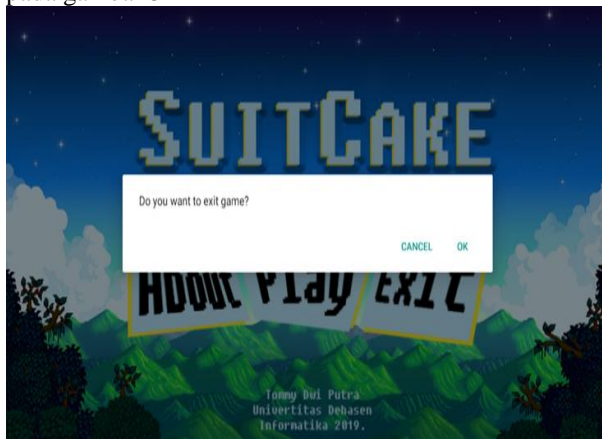 SUITCAKE
Do you want to exit game?
CANCEL OK
About Play Exit
Tommy Dwi Putra
Univertitas Dehasen
Informatika 2019.